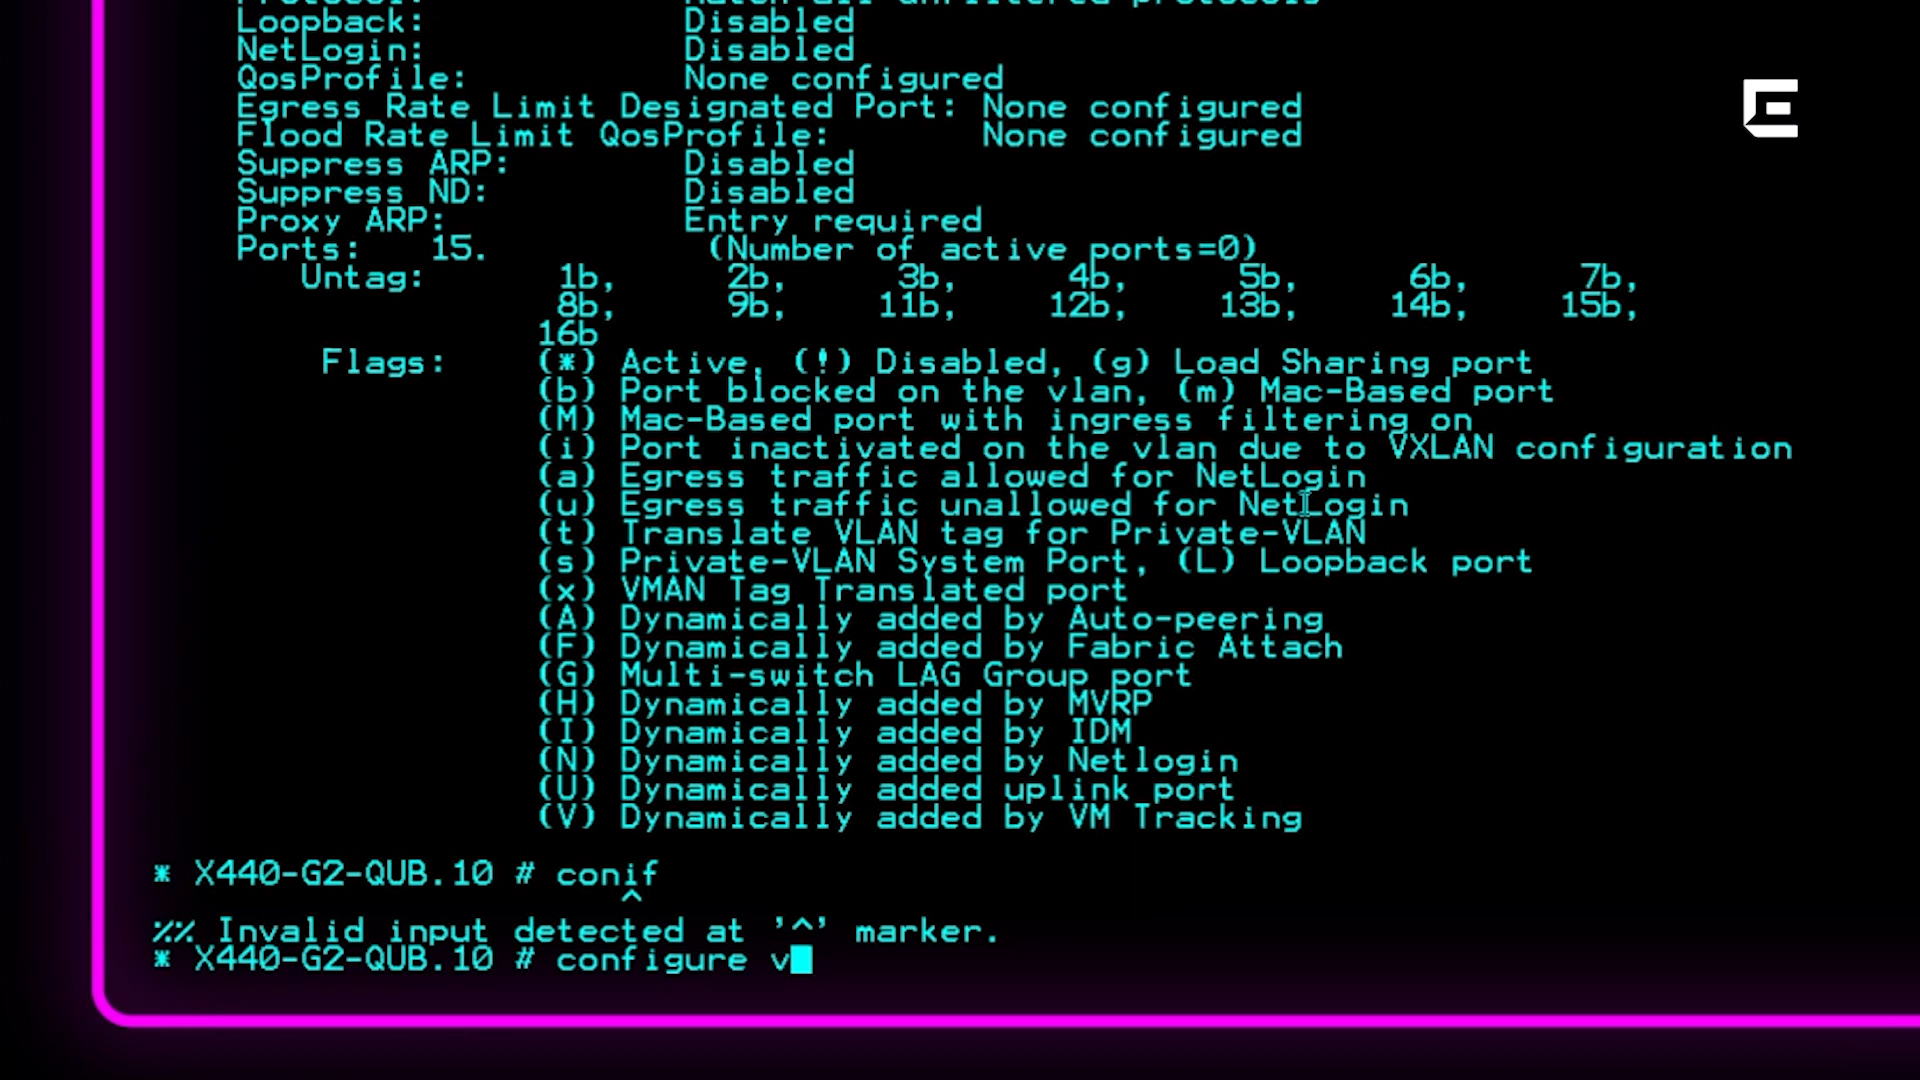 Protocol: Match all unfiltered protocols
Loopback: Disabled
NetLogin: Disabled
QosProfile: None configured
Egress Rate Limit Designated Port: None configured
Flood Rate Limit QosProfile: None configured
Suppress ARP: Disabled
Suppress ND: Disabled
Proxy ARP: Entry required
Ports: 15. (Number of active ports=0)
Untag: 1b, 2b, 3b, 4b, 5b, 6b, 7b,
8b, 9b, 11b, 12b, 13b, 14b, 15b,
16b
Flags: (*) Active, (!) Disabled, (g) Load Sharing port
(b) Port blocked on the vlan, (m) Mac-Based port
(M) Mac-Based port with ingress filtering on
(i) Port inactivated on the vlan due to VXLAN configuration
(a) Egress traffic allowed for NetLogin
(u) Egress traffic unallowed for NetLogin
(t) Translate VLAN tag for Private-VLAN
(s) Private-VLAN System Port, (L) Loopback port
(x) VMAN Tag Translated port
(A) Dynamically added by Auto-peering
(F) Dynamically added by Fabric Attach
(G) Multi-switch LAG Group port
(H) Dynamically added by MVRP
(I) Dynamically added by IDM
(N) Dynamically added by Netlogin
(U) Dynamically added uplink port
(V) Dynamically added by VM Tracking
* X440-G2-QUB.10 # conif
^
%% Invalid input detected at '^' marker.
* X440-G2-QUB.10 # configure v